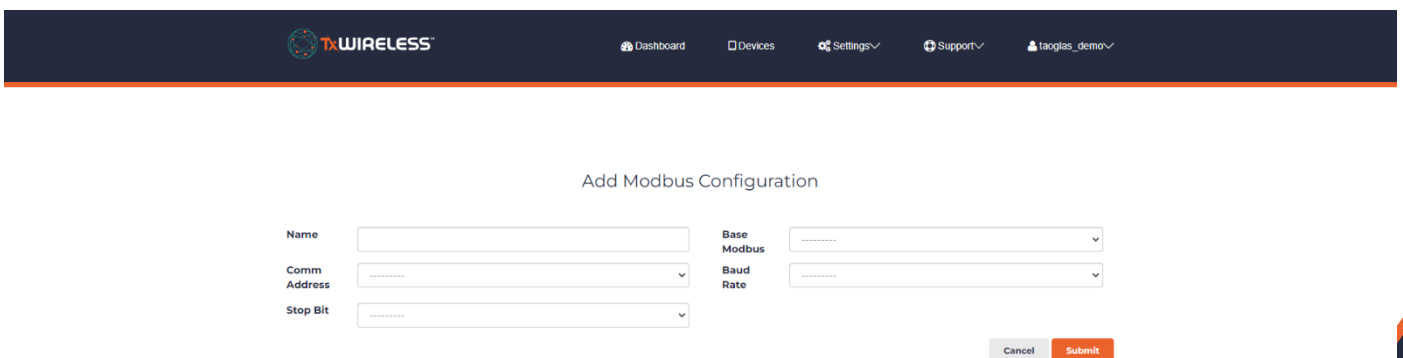 TxWIRELESS™
Dashboard
Devices
Settings
Support
taoglas_demo
Add Modbus Configuration
Name
Base Modbus
---------
Comm Address
---------
Baud Rate
---------
Stop Bit
---------
Cancel
Submit